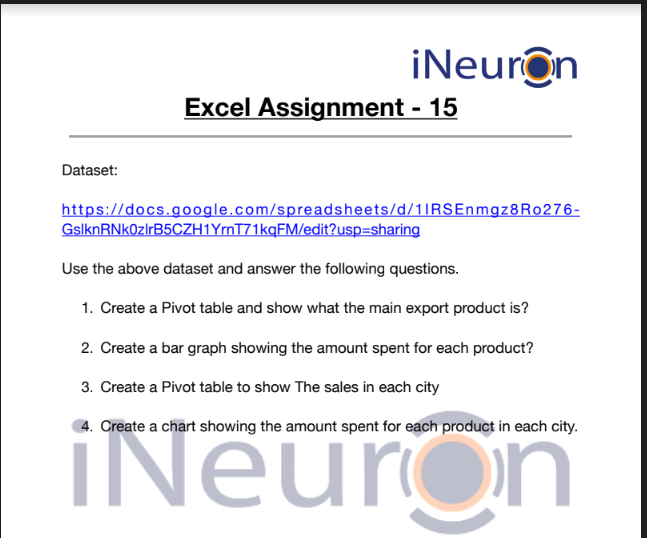 iNeuron
Excel Assignment - 15
Dataset:
https://docs.google.com/spreadsheets/d/1IRSEnmgz8Ro276-
GslknRNk0zlrB5CZH1YrnT71kqFM/edit?usp=sharing
Use the above dataset and answer the following questions.
1. Create a Pivot table and show what the main export product is?
2. Create a bar graph showing the amount spent for each product?
3. Create a Pivot table to show The sales in each city
4. Create a chart showing the amount spent for each product in each city.
iNeuron